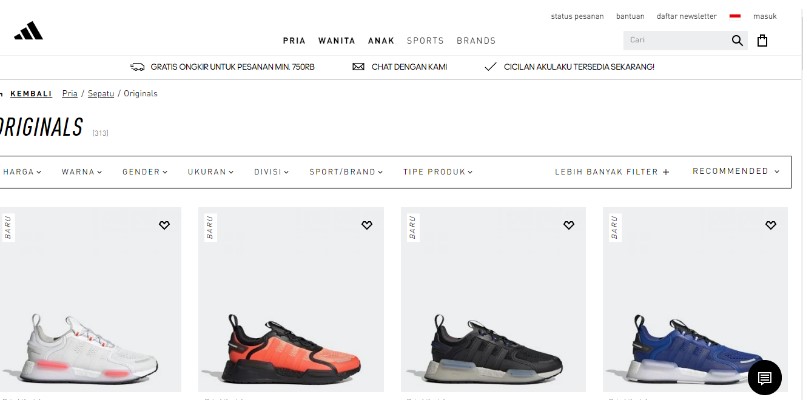 status pesanan bantuan daftar newsletter masuk
PRIA WANITA ANAK SPORTS BRANDS
Cari
GRATIS ONGKIR UNTUK PESANAN MIN. 750RB CHAT DENGAN KAMI CICILAN AKULAKU TERSEDIA SEKARANG!
KEMBALI Pria / Sepatu / Originals
ORIGINALS [313]
HARGA WARNA GENDER UKURAN DIVISI SPORT/BRAND TIPE PRODUK LEBIH BANYAK FILTER + RECOMMENDED
BARU BARU BARU BARU